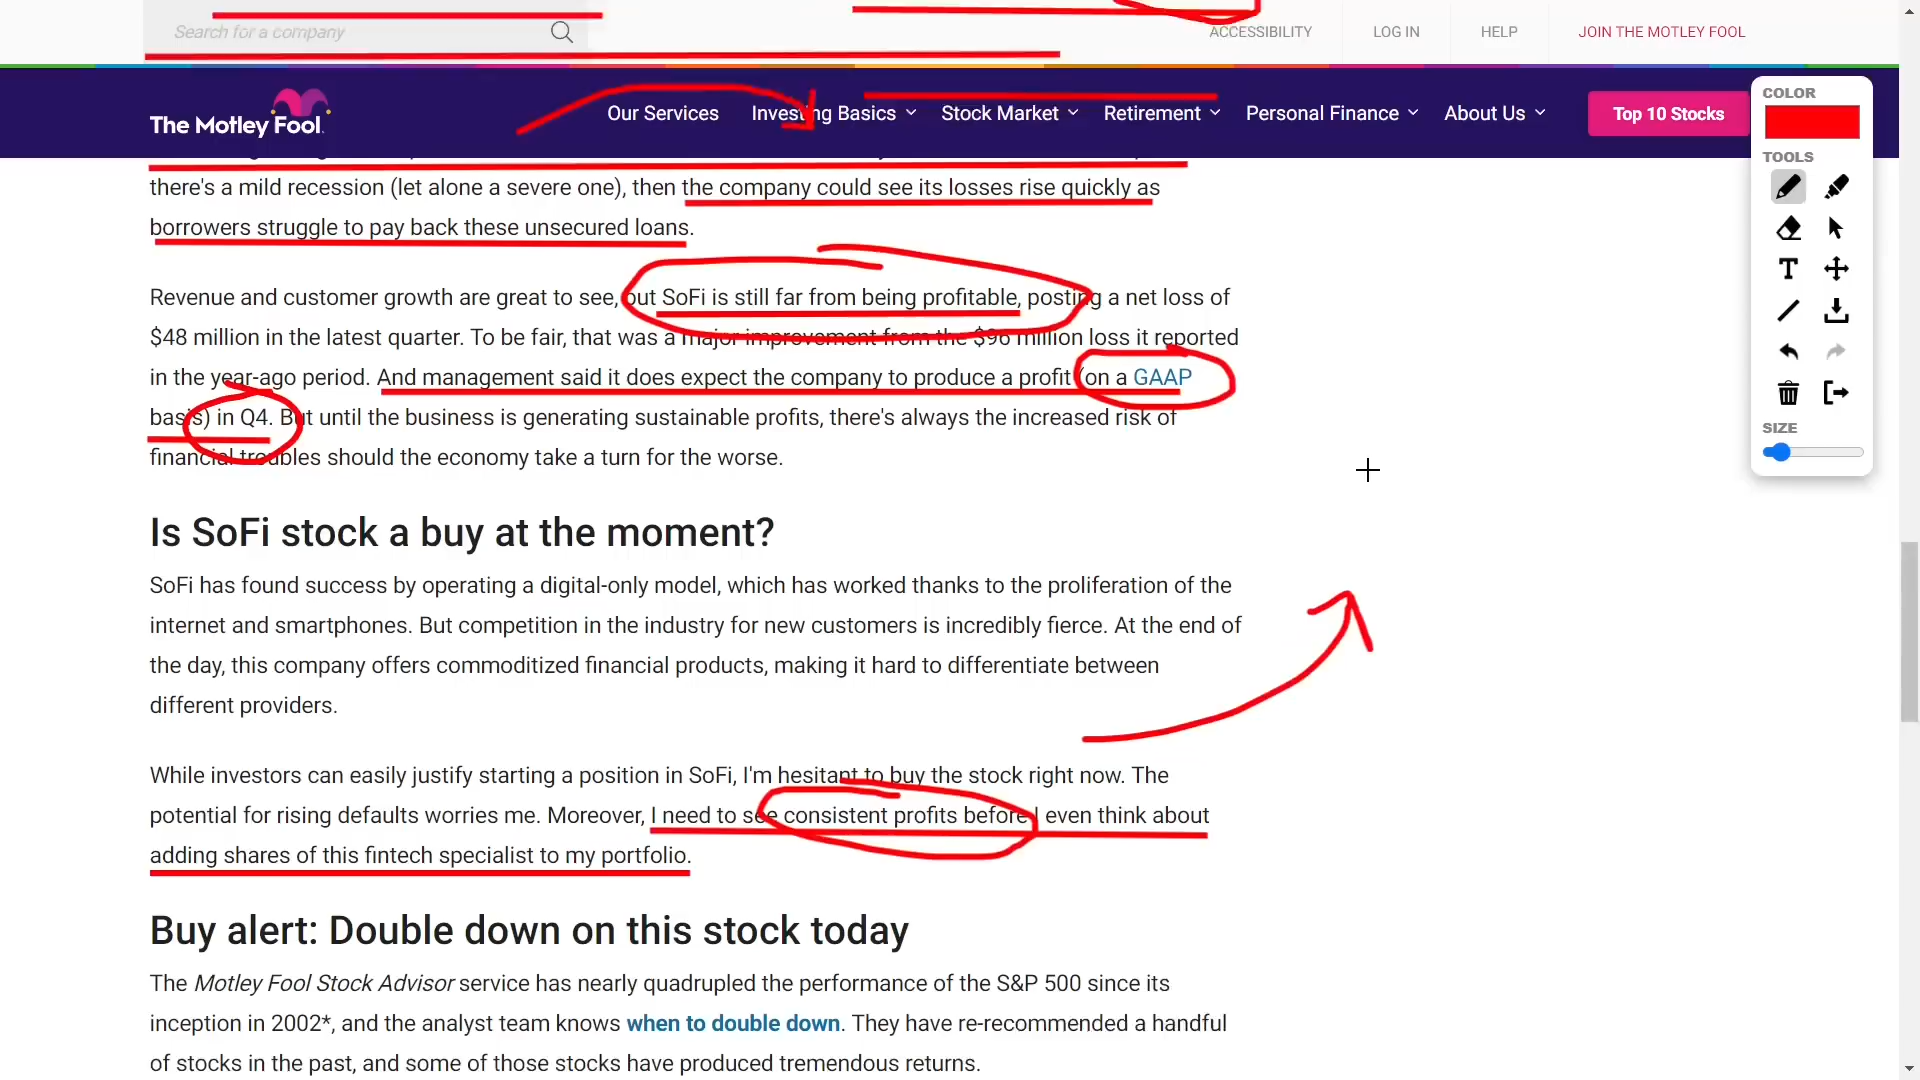 Search for a company
ACCESSIBILITY
LOG IN
HELP
JOIN THE MOTLEY FOOL
The Motley Fool
Our Services
Investing Basics
Stock Market
Retirement
Personal Finance
About Us
Top 10 Stocks
COLOR
TOOLS
T
SIZE
there's a mild recession (let alone a severe one), then the company could see its losses rise quickly as
borrowers struggle to pay back these unsecured loans.
Revenue and customer growth are great to see, but SoFi is still far from being profitable, posting a net loss of
$48 million in the latest quarter. To be fair, that was a major improvement from the $96 million loss it reported
in the year-ago period. And management said it does expect the company to produce a profit (on a GAAP
basis) in Q4. But until the business is generating sustainable profits, there's always the increased risk of
financial troubles should the economy take a turn for the worse.
Is SoFi stock a buy at the moment?
SoFi has found success by operating a digital-only model, which has worked thanks to the proliferation of the
internet and smartphones. But competition in the industry for new customers is incredibly fierce. At the end of
the day, this company offers commoditized financial products, making it hard to differentiate between
different providers.
While investors can easily justify starting a position in SoFi, I'm hesitant to buy the stock right now. The
potential for rising defaults worries me. Moreover, I need to see consistent profits before I even think about
adding shares of this fintech specialist to my portfolio.
Buy alert: Double down on this stock today
The Motley Fool Stock Advisor service has nearly quadrupled the performance of the S&P 500 since its
inception in 2002*, and the analyst team knows when to double down. They have re-recommended a handful
of stocks in the past, and some of those stocks have produced tremendous returns.